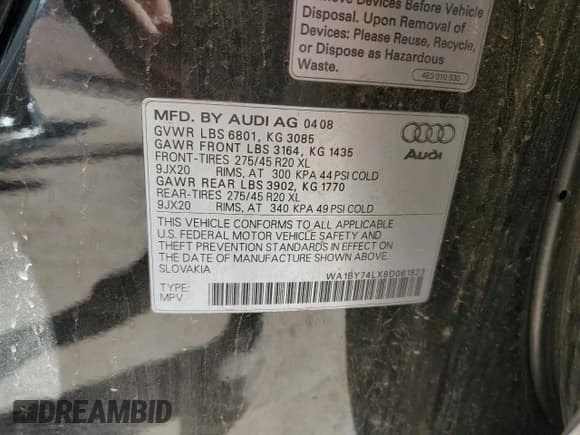 move Devices Before Vehicle
Disposal. Upon Removal of
Devices: Please Reuse, Recycle,
or Dispose as Hazardous
Waste.
4E0 010 530
MFD. BY AUDI AG 04 08
GVWR LBS 6801, KG 3085
GAWR FRONT LBS 3164, KG 1435
FRONT-TIRES 275/45 R20 XL
9JX20 RIMS, AT 300 KPA 44 PSI COLD
GAWR REAR LBS 3902, KG 1770
REAR-TIRES 275/45 R20 XL
9JX20 RIMS, AT 340 KPA 49 PSI COLD
Audi
THIS VEHICLE CONFORMS TO ALL APPLICABLE
U.S. FEDERAL MOTOR VEHICLE SAFETY AND
THEFT PREVENTION STANDARDS IN EFFECT ON
THE DATE OF MANUFACTURE SHOWN ABOVE.
SLOVAKIA
WA1BY74LX8D061823
TYPE:
MPV
DREAMBID